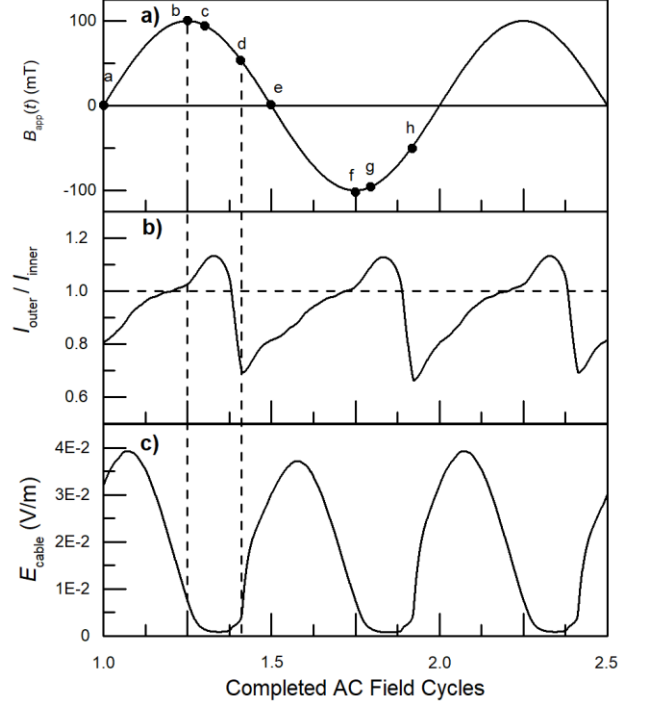 a)
b
c
a
d
e
f
g
h
100
0
-100
B_app(t) (mT)
b)
1.2
1.0
0.8
0.6
I_outer / I_inner
c)
4E-2
3E-2
2E-2
1E-2
0
E_cable (V/m)
1.0
1.5
2.0
2.5
Completed AC Field Cycles